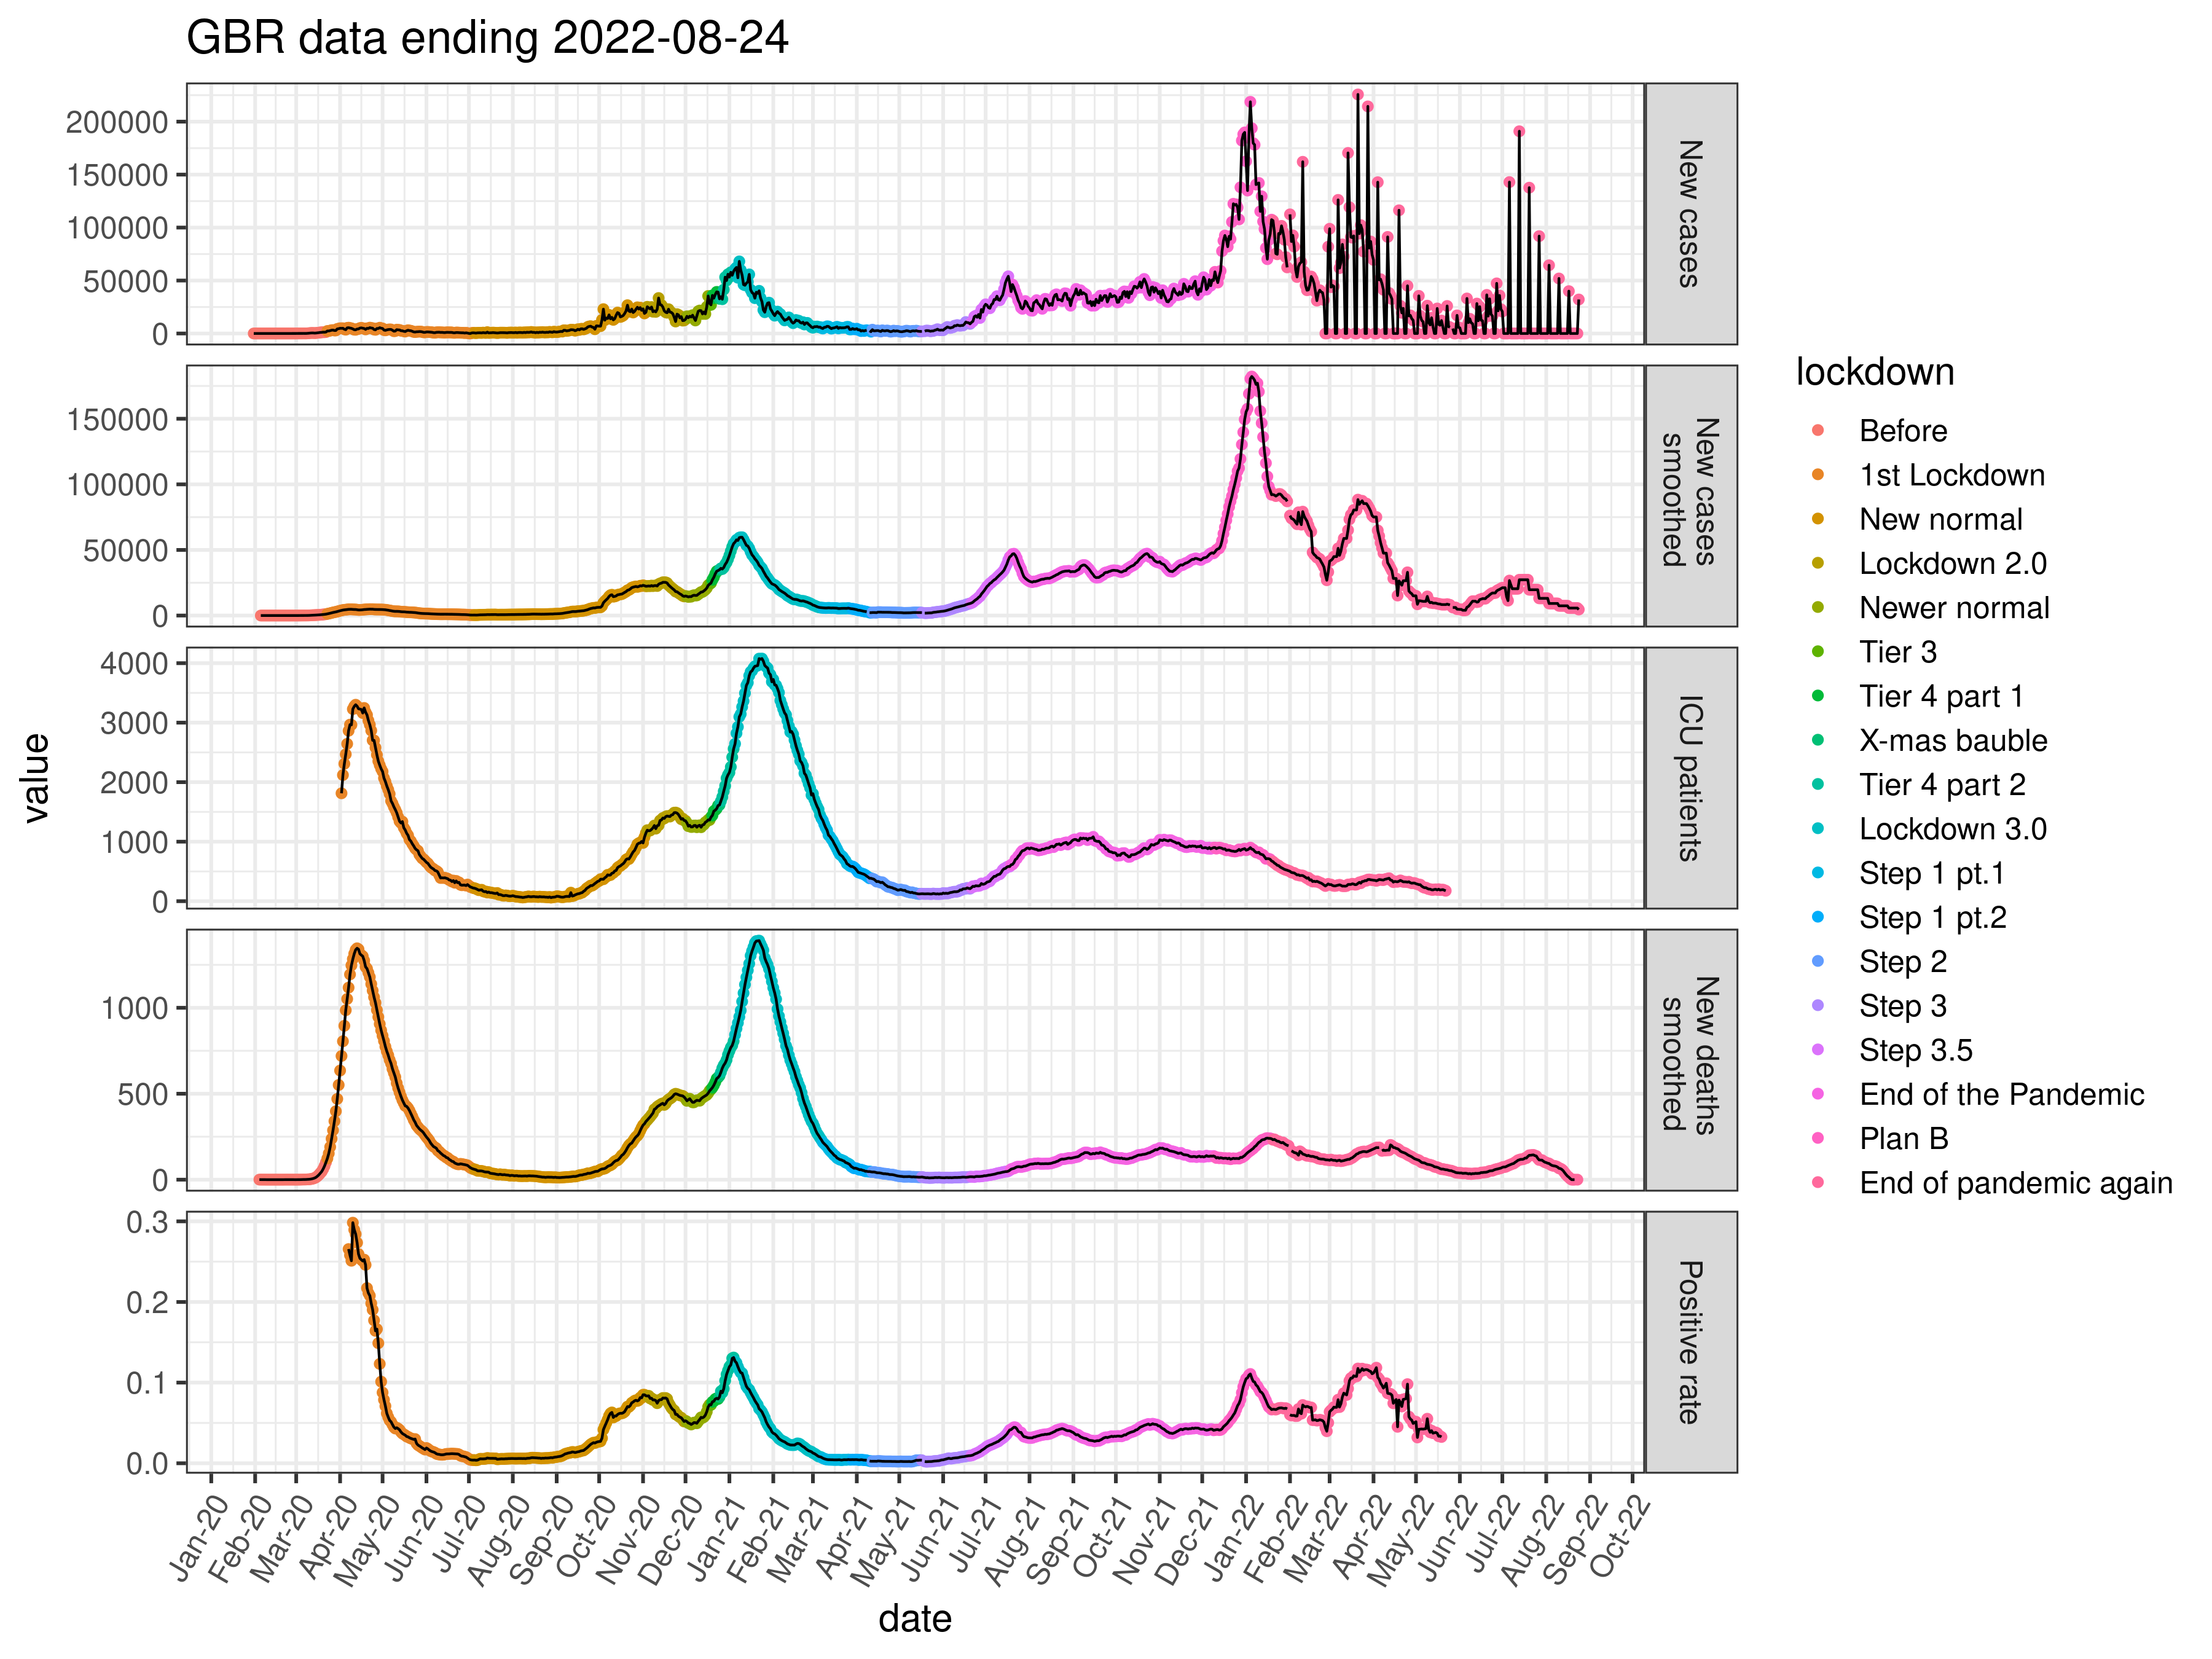 GBR data ending 2022-08-24
200000
150000
100000
50000
0
New cases
150000
100000
50000
0
New cases
smoothed
4000
3000
2000
1000
0
ICU patients
1000
500
0
New deaths
smoothed
0.3
0.2
0.1
0.0
Positive rate
value
Jan-20 Feb-20 Mar-20 Apr-20 May-20 Jun-20 Jul-20 Aug-20 Sep-20 Oct-20 Nov-20 Dec-20 Jan-21 Feb-21 Mar-21 Apr-21 May-21 Jun-21 Jul-21 Aug-21 Sep-21 Oct-21 Nov-21 Dec-21 Jan-22 Feb-22 Mar-22 Apr-22 May-22 Jun-22 Jul-22 Aug-22 Sep-22 Oct-22
date
lockdown
Before
1st Lockdown
New normal
Lockdown 2.0
Newer normal
Tier 3
Tier 4 part 1
X-mas bauble
Tier 4 part 2
Lockdown 3.0
Step 1 pt.1
Step 1 pt.2
Step 2
Step 3
Step 3.5
End of the Pandemic
Plan B
End of pandemic again